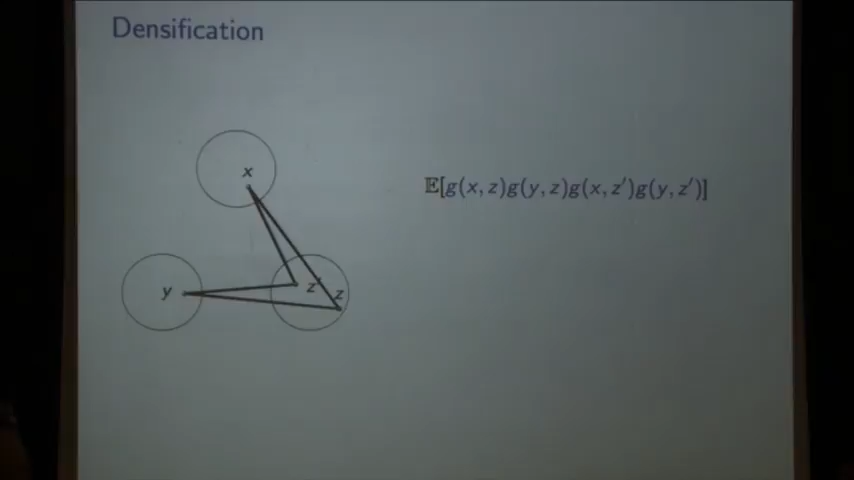 Densification
x
𝔼[g(x, z)g(y, z)g(x, z′)g(y, z′)]
y
z′
z